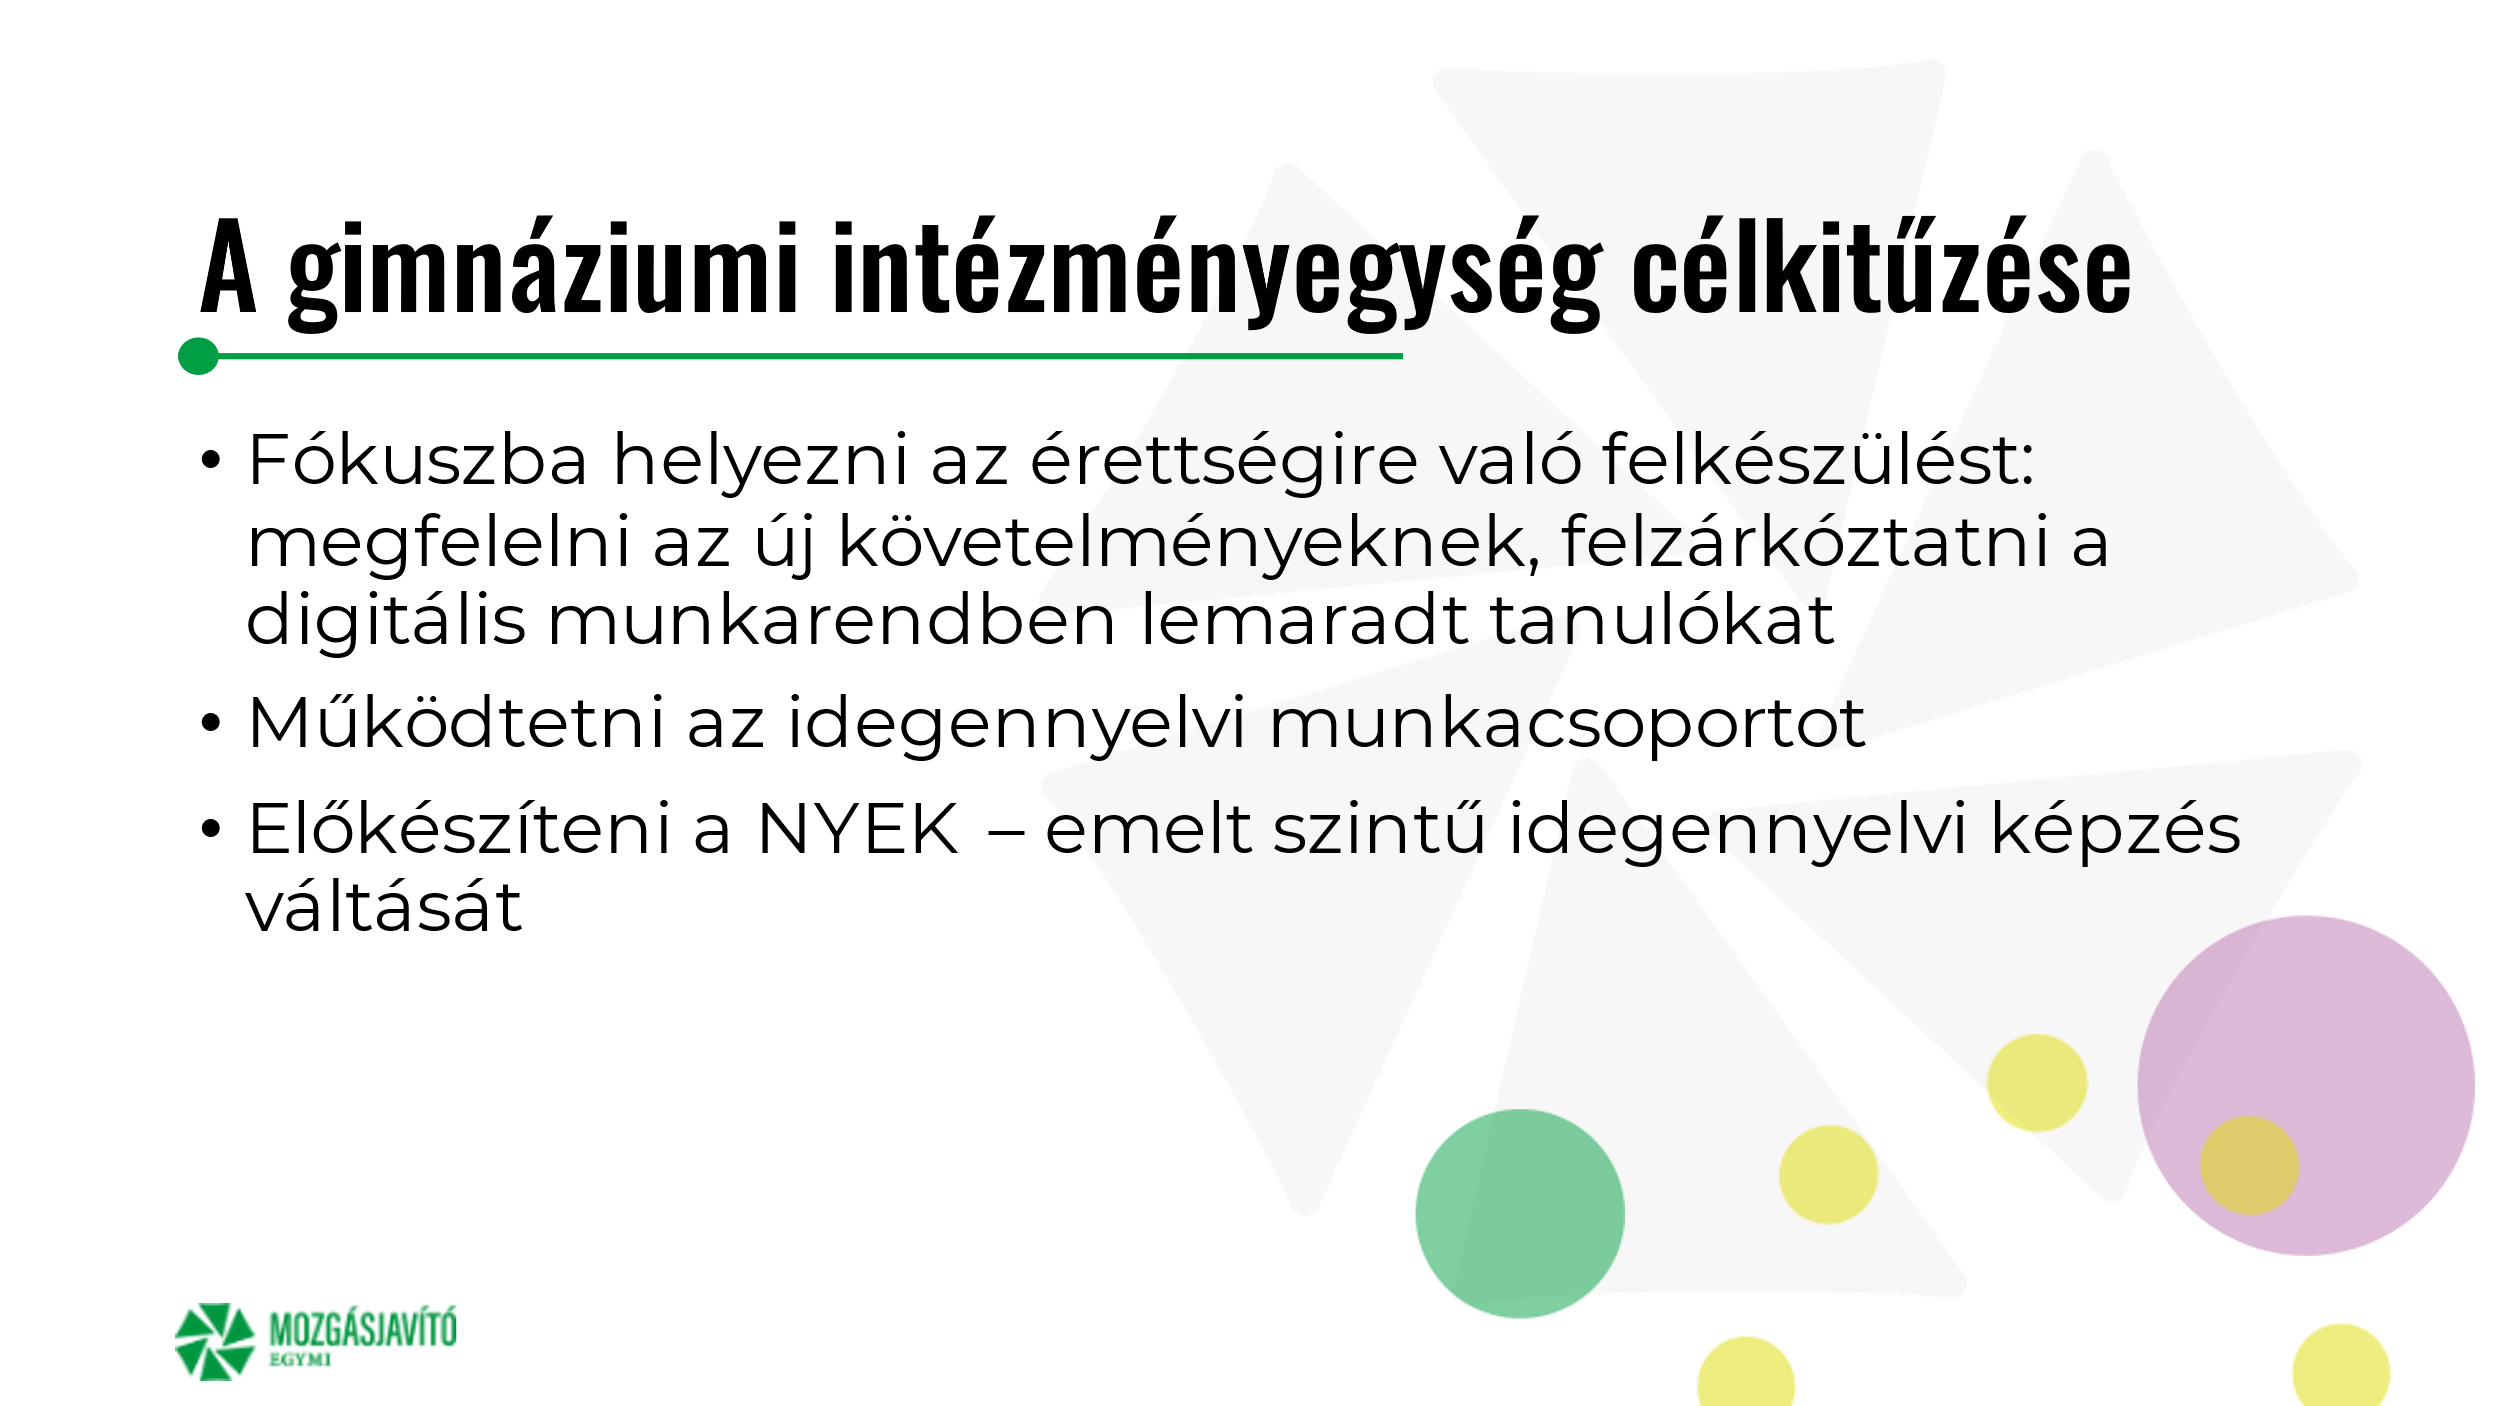 A gimnáziumi intézményegység célkitűzése
• Fókuszba helyezni az érettségire való felkészülést:
megfelelni az új követelményeknek, felzárkóztatni a
digitális munkarendben lemaradt tanulókat
• Működtetni az idegennyelvi munkacsoportot
• Előkészíteni a NYEK – emelt szintű idegennyelvi képzés
váltását
MOZGÁSJAVÍTÓ
EGYMI